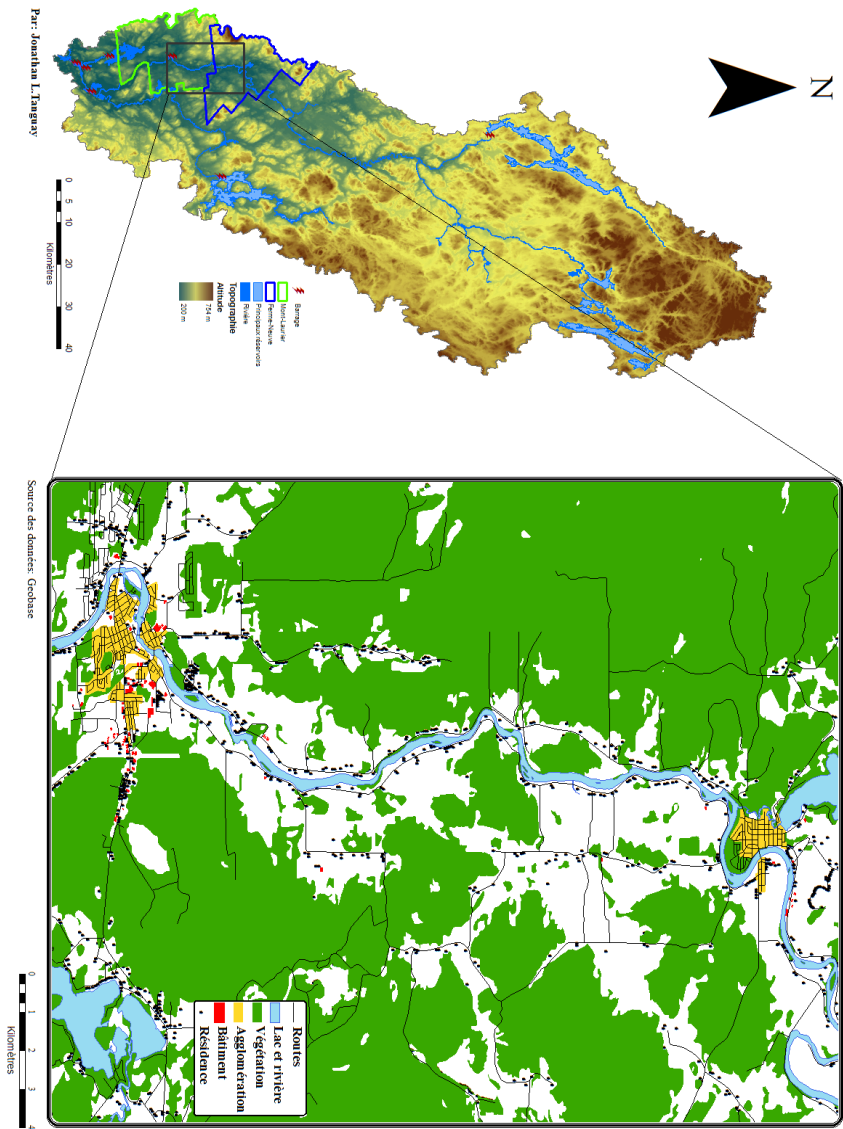 N
Barrage
Mont-Laurier
Ferme-Neuve
Principaux réservoirs
Rivière
Topographie
Altitude
754 m
200 m
0 5 10 20 30 40
Kilomètres
Par: Jonathan L.Tanguay
Routes
Lac et rivière
Végétation
Agglomération
Bâtiment
Résidence
0 1 2 3 4
Kilomètres
Source des données: Geobase